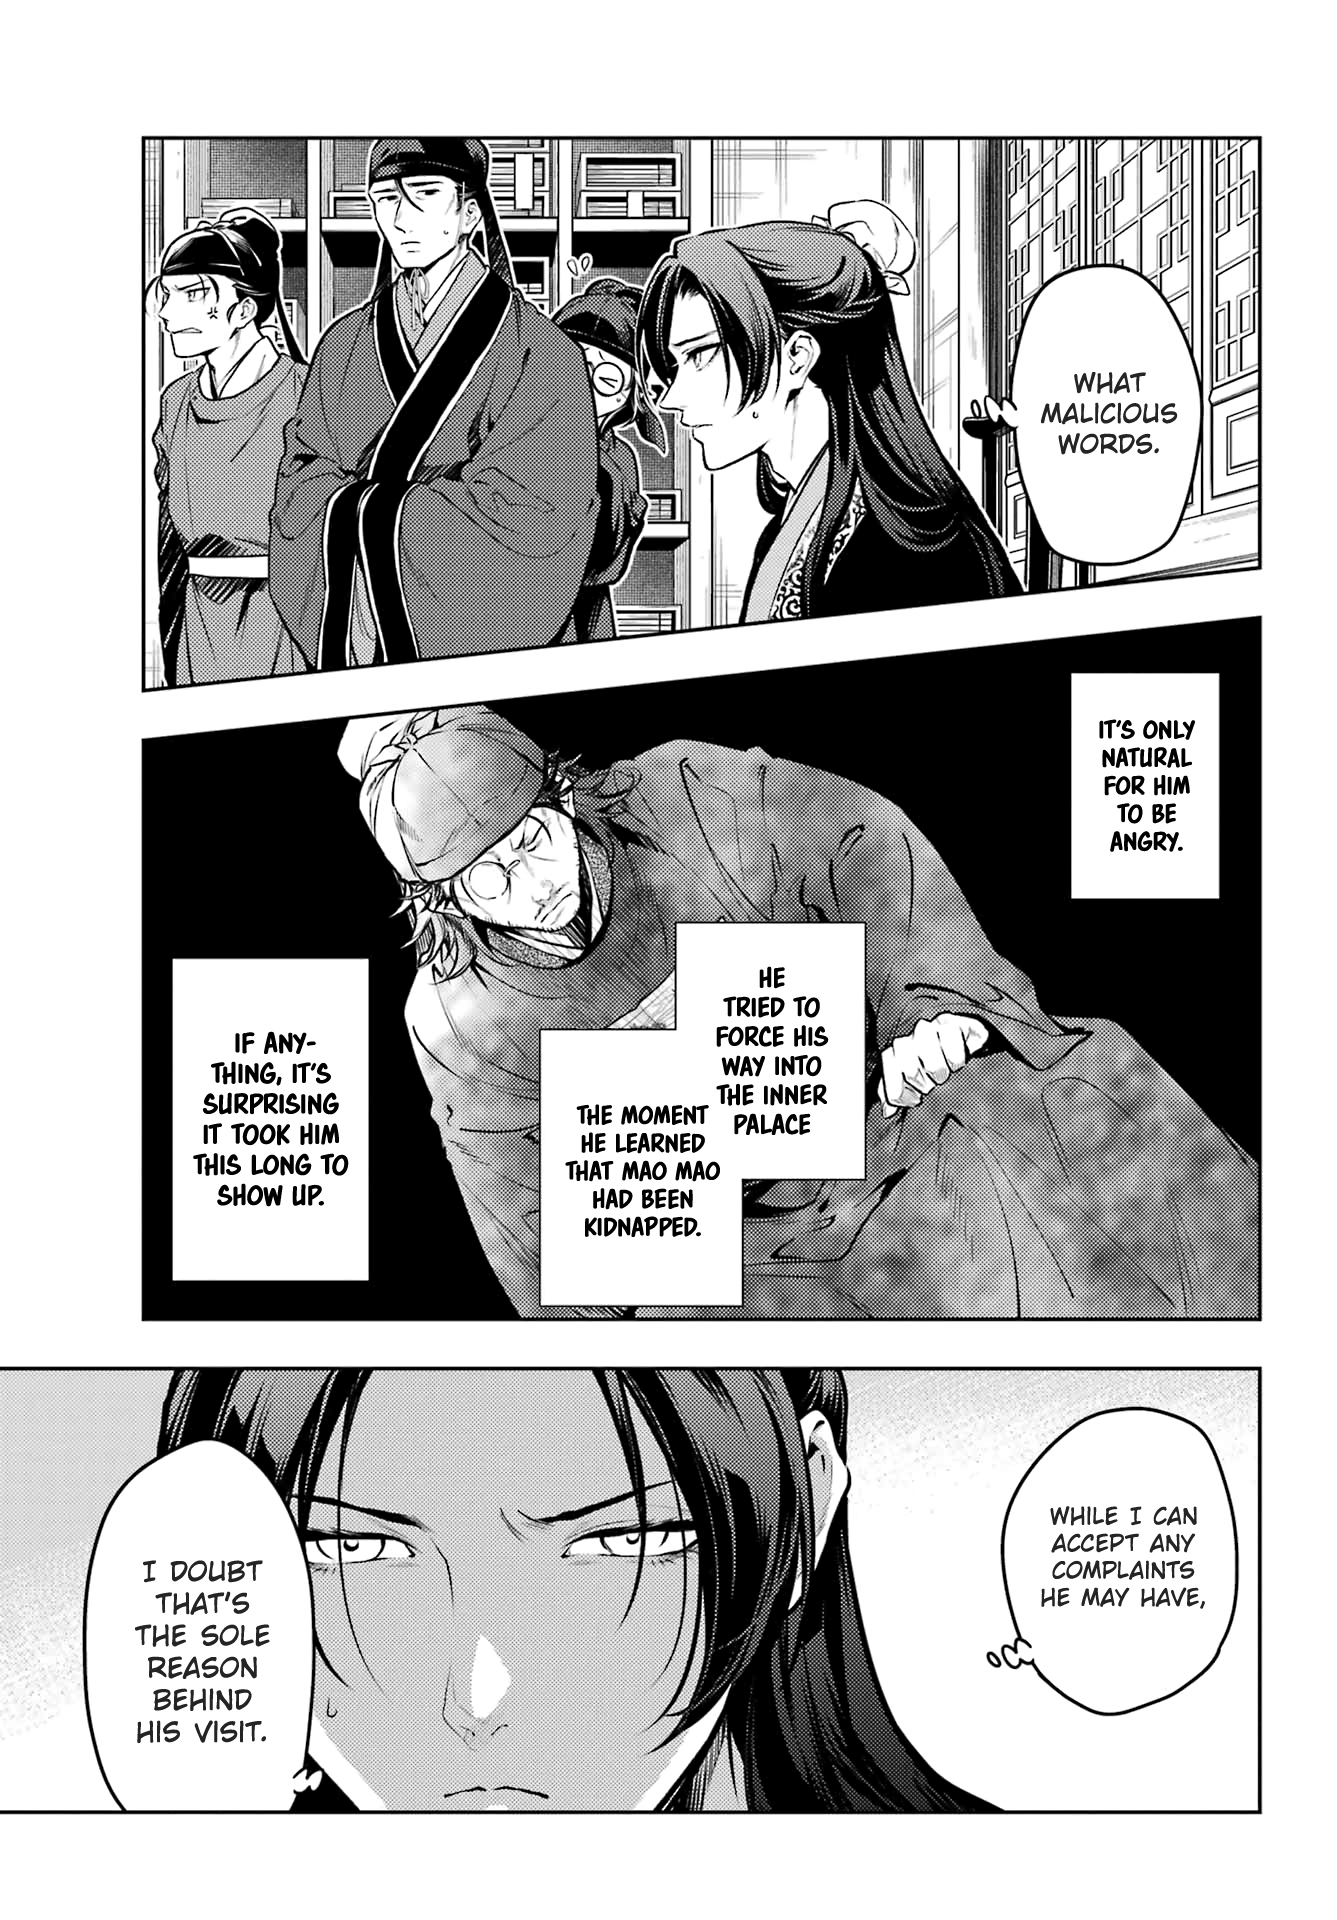 WHAT
MALICIOUS
WORDS.
IT'S ONLY
NATURAL
FOR HIM
TO BE
ANGRY.
HE
TRIED TO
FORCE HIS
WAY INTO
THE INNER
PALACE
THE MOMENT
HE LEARNED
THAT MAO MAO
HAD BEEN
KIDNAPPED.
IF ANY-
THING, IT'S
SURPRISING
IT TOOK HIM
THIS LONG TO
SHOW UP.
WHILE I CAN
ACCEPT ANY
COMPLAINTS
HE MAY HAVE,
I DOUBT
THAT'S
THE SOLE
REASON
BEHIND
HIS VISIT.